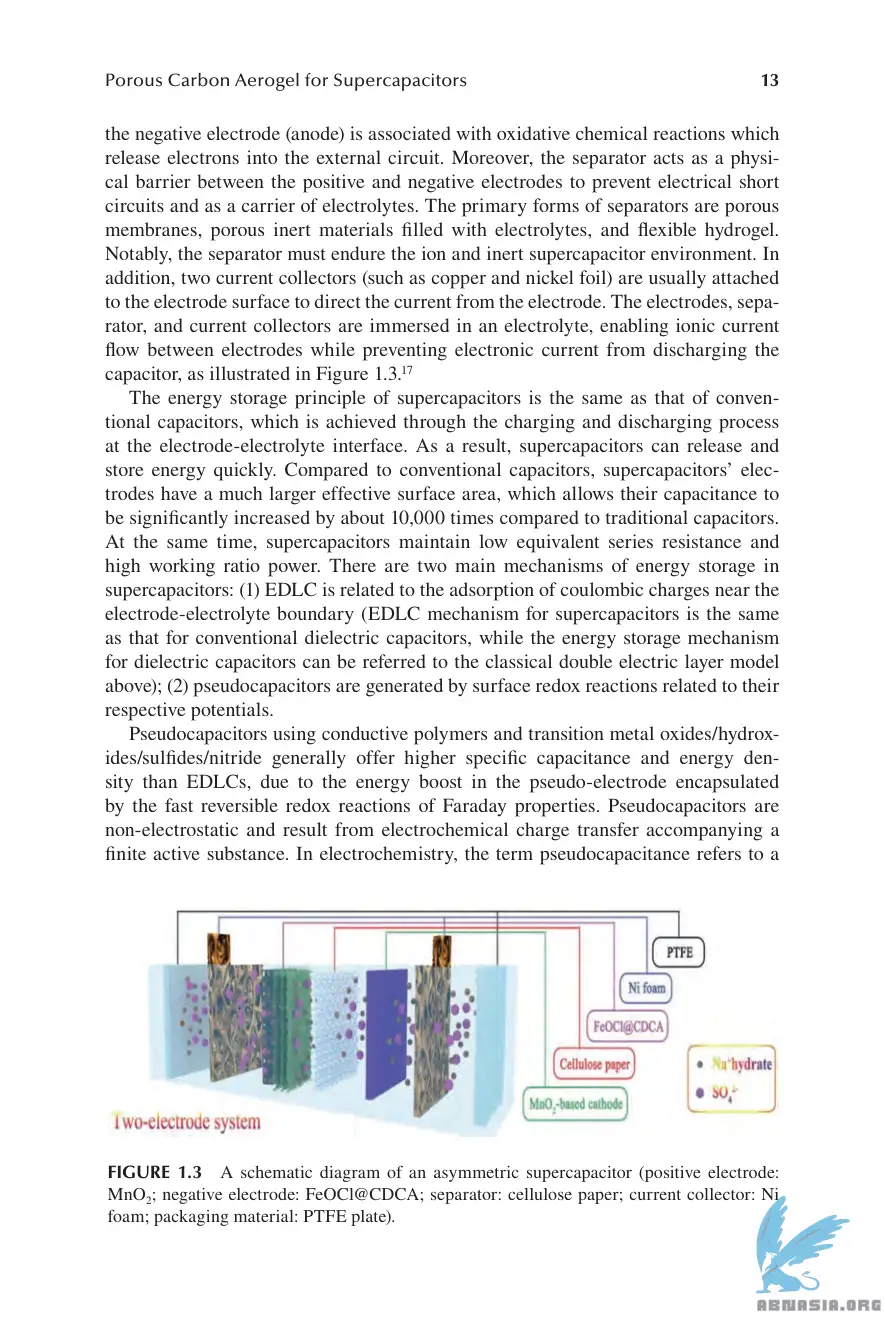 Porous Carbon Aerogel for Supercapacitors 13
the negative electrode (anode) is associated with oxidative chemical reactions which
release electrons into the external circuit. Moreover, the separator acts as a physi-
cal barrier between the positive and negative electrodes to prevent electrical short
circuits and as a carrier of electrolytes. The primary forms of separators are porous
membranes, porous inert materials filled with electrolytes, and flexible hydrogel.
Notably, the separator must endure the ion and inert supercapacitor environment. In
addition, two current collectors (such as copper and nickel foil) are usually attached
to the electrode surface to direct the current from the electrode. The electrodes, sepa-
rator, and current collectors are immersed in an electrolyte, enabling ionic current
flow between electrodes while preventing electronic current from discharging the
capacitor, as illustrated in Figure 1.3.¹⁷
The energy storage principle of supercapacitors is the same as that of conven-
tional capacitors, which is achieved through the charging and discharging process
at the electrode-electrolyte interface. As a result, supercapacitors can release and
store energy quickly. Compared to conventional capacitors, supercapacitors’ elec-
trodes have a much larger effective surface area, which allows their capacitance to
be significantly increased by about 10,000 times compared to traditional capacitors.
At the same time, supercapacitors maintain low equivalent series resistance and
high working ratio power. There are two main mechanisms of energy storage in
supercapacitors: (1) EDLC is related to the adsorption of coulombic charges near the
electrode-electrolyte boundary (EDLC mechanism for supercapacitors is the same
as that for conventional dielectric capacitors, while the energy storage mechanism
for dielectric capacitors can be referred to the classical double electric layer model
above); (2) pseudocapacitors are generated by surface redox reactions related to their
respective potentials.
Pseudocapacitors using conductive polymers and transition metal oxides/hydrox-
ides/sulfides/nitride generally offer higher specific capacitance and energy den-
sity than EDLCs, due to the energy boost in the pseudo-electrode encapsulated
by the fast reversible redox reactions of Faraday properties. Pseudocapacitors are
non-electrostatic and result from electrochemical charge transfer accompanying a
finite active substance. In electrochemistry, the term pseudocapacitance refers to a
PTFE
Ni foam
FeOCl@CDCA
Cellulose paper
MnO₂-based cathode
Na⁺hydrate
SO₄²⁻
Two-electrode system
FIGURE 1.3 A schematic diagram of an asymmetric supercapacitor (positive electrode:
MnO₂; negative electrode: FeOCl@CDCA; separator: cellulose paper; current collector: Ni
foam; packaging material: PTFE plate).
ABNASIA.ORG